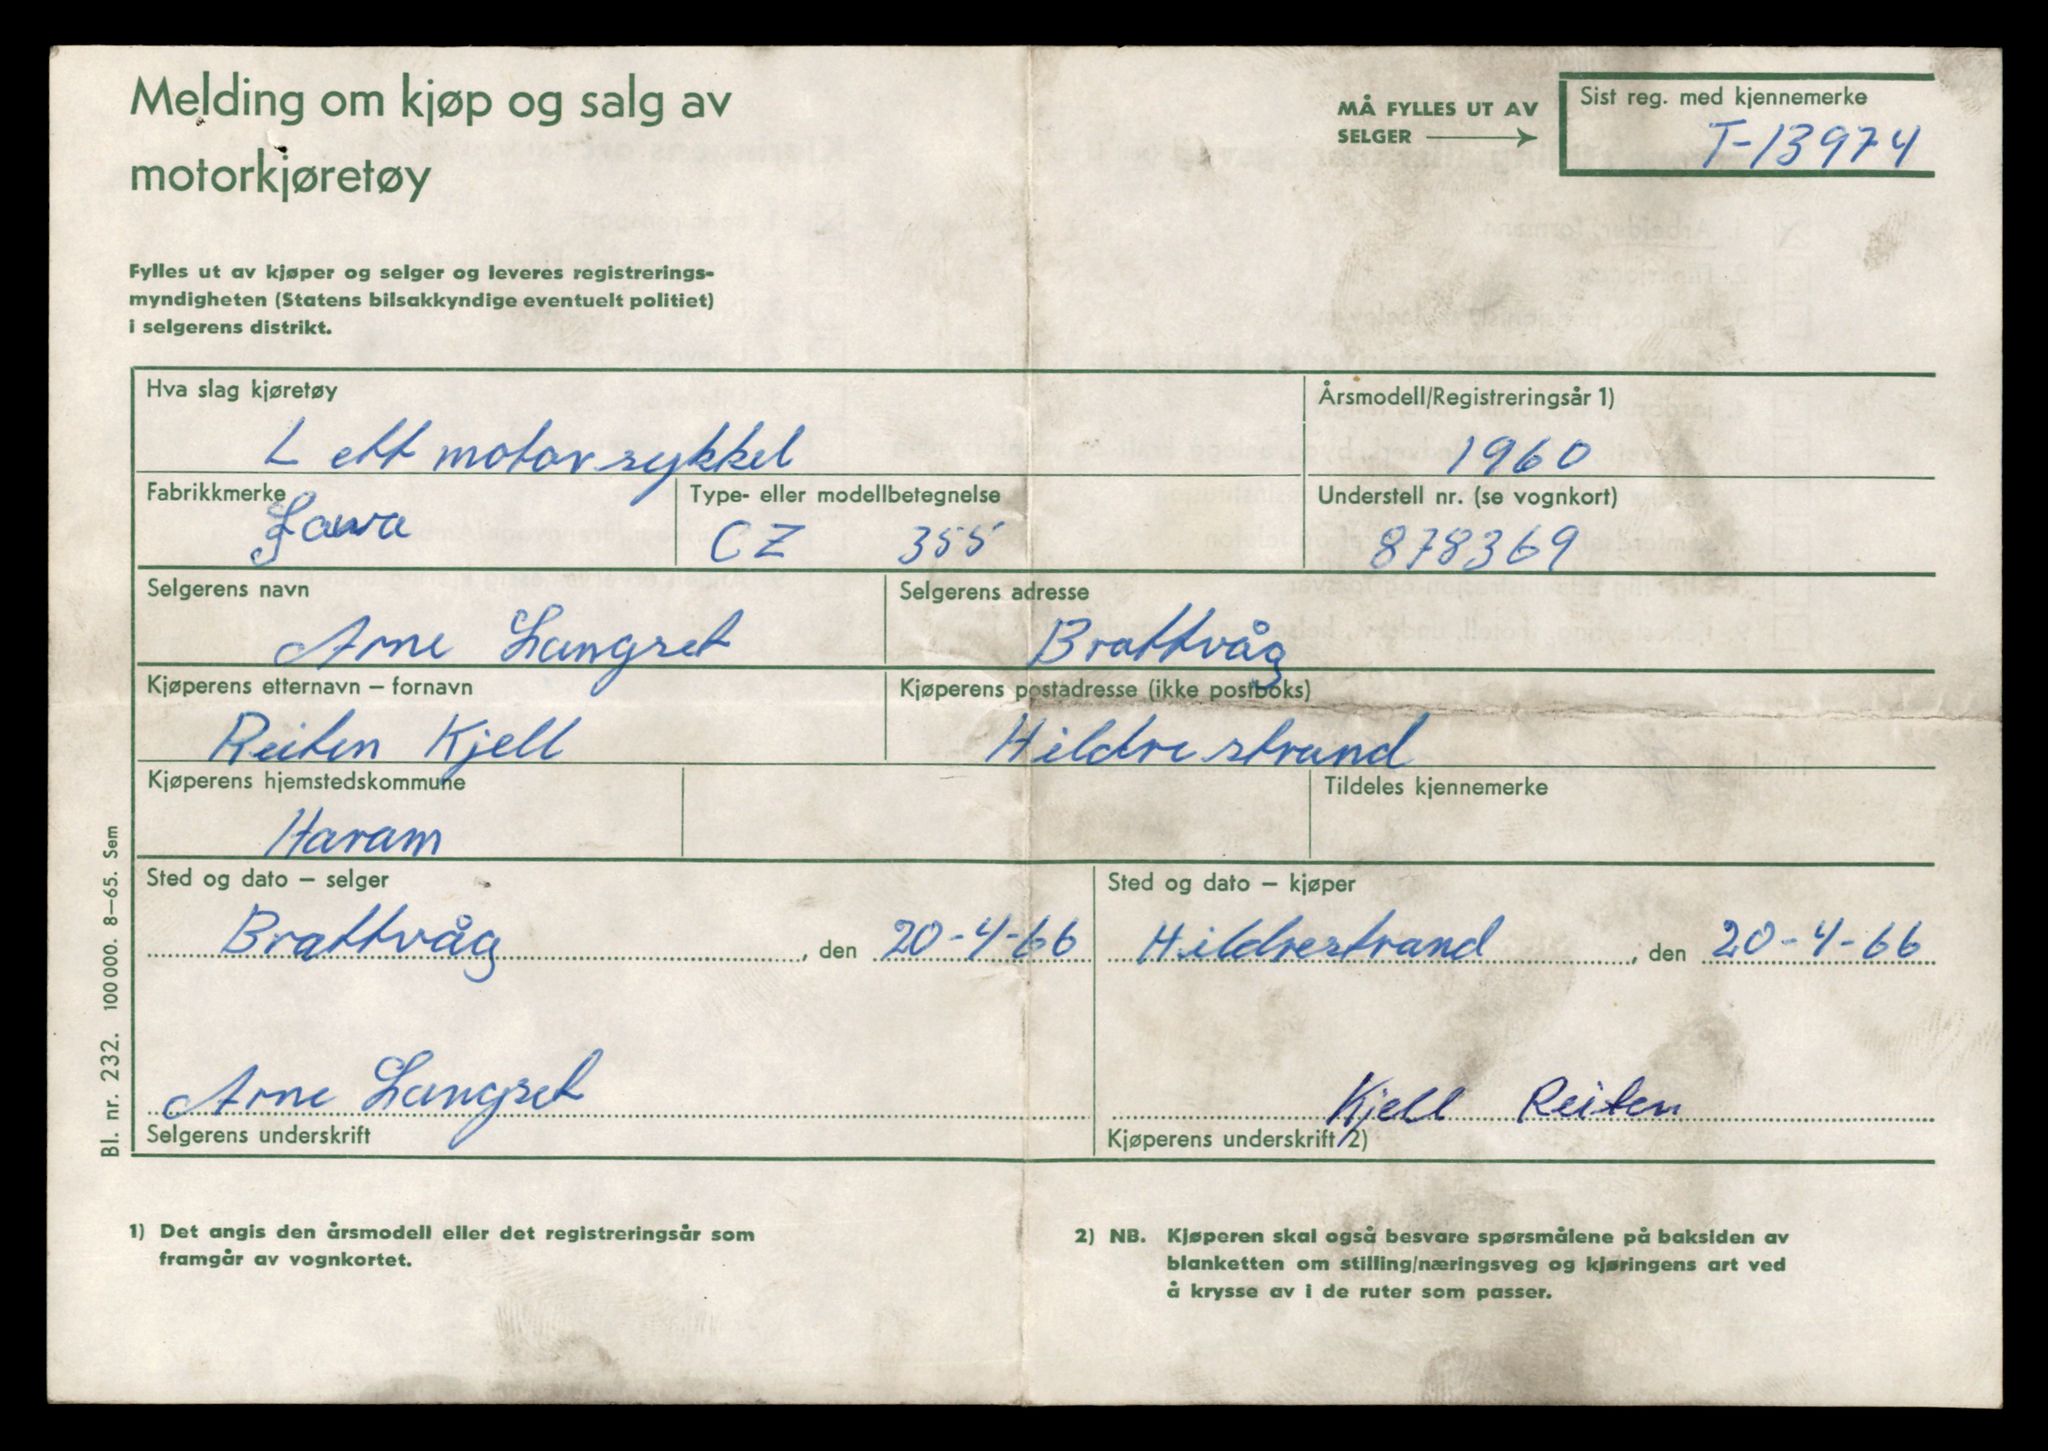 Melding om kjøp og salg av
motorkjøretøy
MÅ FYLLES UT AV
SELGER
Sist reg. med kjennemerke
T-13974
Fylles ut av kjøper og selger og leveres registrerings-
myndigheten (Statens bilsakkyndige eventuelt politiet)
i selgerens distrikt.
Hva slag kjøretøy
Lett motorsykkel
Årsmodell/Registreringsår 1)
1960
Fabrikkmerke
Jawa
Type- eller modellbetegnelse
CZ 355
Understell nr. (se vognkort)
878369
Selgerens navn
Arne Langset
Selgerens adresse
Brattvåg
Kjøperens etternavn – fornavn
Reiten Kjell
Kjøperens postadresse (ikke postboks)
Hildrestrand
Kjøperens hjemstedskommune
Haram
Tildeles kjennemerke
Sted og dato – selger
Brattvåg, den 20-4-66
Sted og dato – kjøper
Hildrestrand, den 20-4-66
Arne Langset
Selgerens underskrift
Kjell Reiten
Kjøperens underskrift 2)
Bl. nr. 232. 100 000. 8–65. Sem
1) Det angis den årsmodell eller det registreringsår som
framgår av vognkortet.
2) NB. Kjøperen skal også besvare spørsmålene på baksiden av
blanketten om stilling/næringsveg og kjøringens art ved
å krysse av i de ruter som passer.